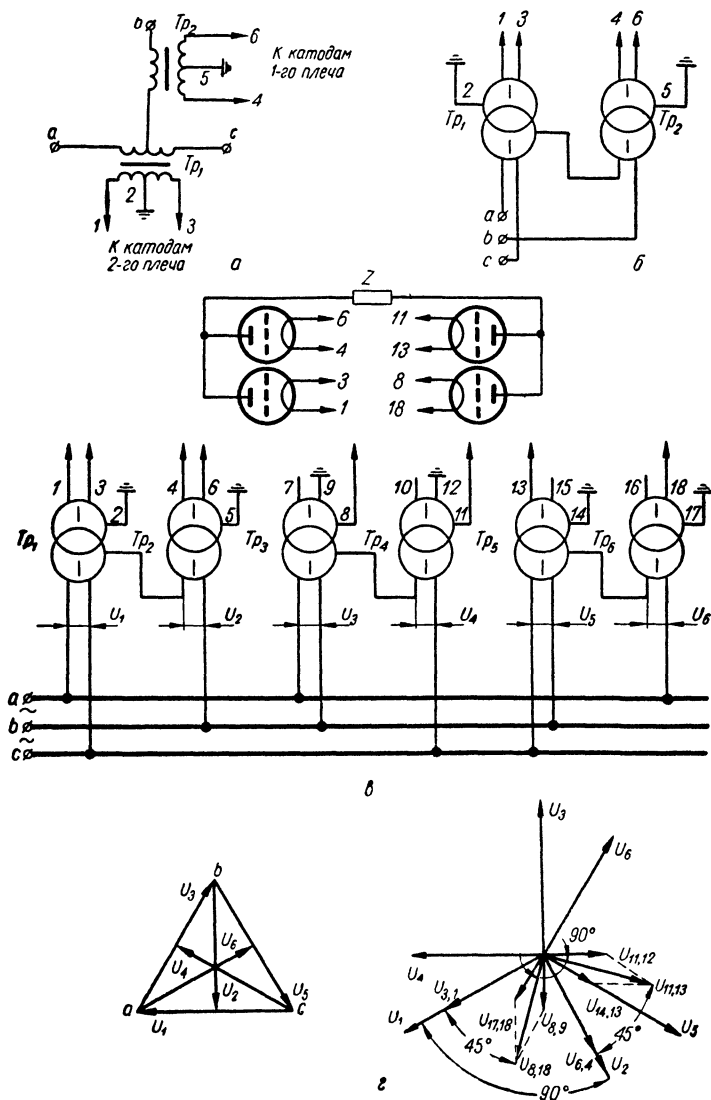 b Тр₂ 6
5
4
К катодам
1-го плеча
a c
Тр₁
2
1 3
К катодам
2-го плеча
а
1 3 4 6
2 5
Тр₁ Тр₂
a
b
c
б
Z
6 11
4 13
3 8
1 18
1 3 4 6 7 9 10 12 13 15 16 18
2 5 8 11 14 17
Тр₁ Тр₂ Тр₃ Тр₄ Тр₅ Тр₆
U₁ U₂ U₃ U₄ U₅ U₆
a
~
b
~
c
в
b
U₃
U₆
U₄
U₂ U₅
a c
U₁
U₃
U₆
90°
U₁₁,₁₂
U₄
U₁₁,₁₃
U₃,₁
U₁₄,₁₃
U₁
U₁₇,₁₈
U₈,₉
U₅
45° 45°
U₈,₁₈
U₆,₄
U₂
90°
г